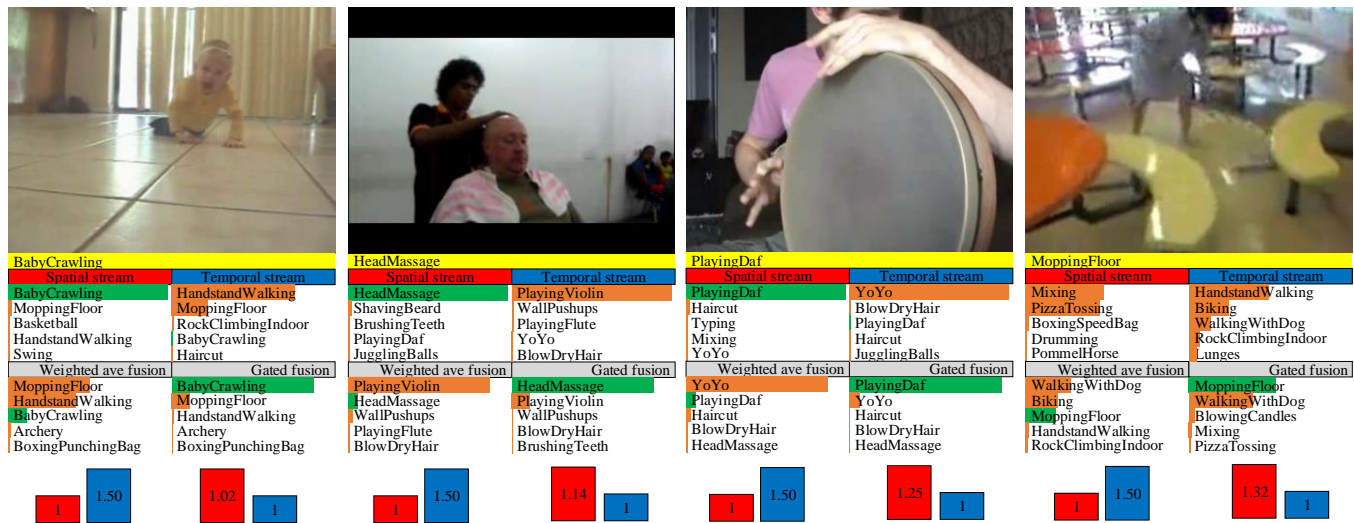 BabyCrawling
Spatial stream Temporal stream
BabyCrawling HandstandWalking
MoppingFloor MoppingFloor
Basketball RockClimbingIndoor
HandstandWalking BabyCrawling
Swing Haircut
Weighted ave fusion Gated fusion
MoppingFloor BabyCrawling
HandstandWalking MoppingFloor
BabyCrawling HandstandWalking
Archery Archery
BoxingPunchingBag BoxingPunchingBag
1 1.50 1.02 1
HeadMassage
Spatial stream Temporal stream
HeadMassage PlayingViolin
ShavingBeard WallPushups
BrushingTeeth PlayingFlute
PlayingDaf YoYo
JugglingBalls BlowDryHair
Weighted ave fusion Gated fusion
PlayingViolin HeadMassage
HeadMassage PlayingViolin
WallPushups WallPushups
PlayingFlute BlowDryHair
BlowDryHair BrushingTeeth
1 1.50 1.14 1
PlayingDaf
Spatial stream Temporal stream
PlayingDaf YoYo
Haircut BlowDryHair
Typing PlayingDaf
Mixing Haircut
YoYo JugglingBalls
Weighted ave fusion Gated fusion
YoYo PlayingDaf
PlayingDaf YoYo
Haircut Haircut
BlowDryHair BlowDryHair
HeadMassage HeadMassage
1 1.50 1.25 1
MoppingFloor
Spatial stream Temporal stream
Mixing HandstandWalking
PizzaTossing Biking
BoxingSpeedBag WalkingWithDog
Drumming RockClimbingIndoor
PommelHorse Lunges
Weighted ave fusion Gated fusion
WalkingWithDog MoppingFloor
Biking WalkingWithDog
MoppingFloor BlowingCandles
HandstandWalking Mixing
RockClimbingIndoor PizzaTossing
1 1.50 1.32 1